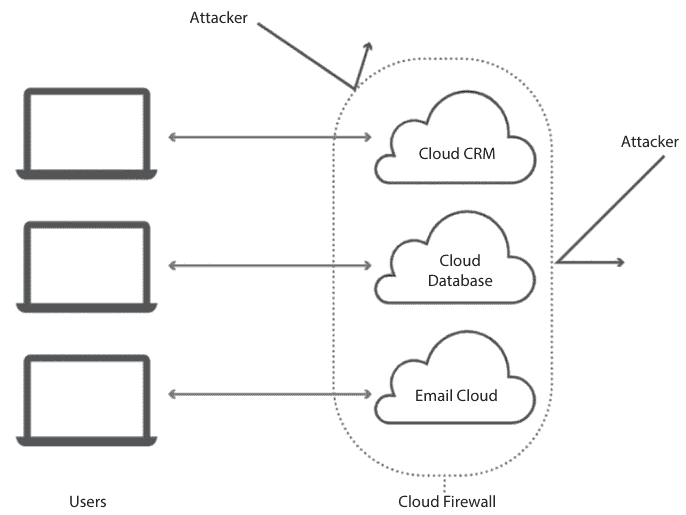 Attacker
Attacker
Cloud CRM
Cloud
Database
Email Cloud
Users
Cloud Firewall